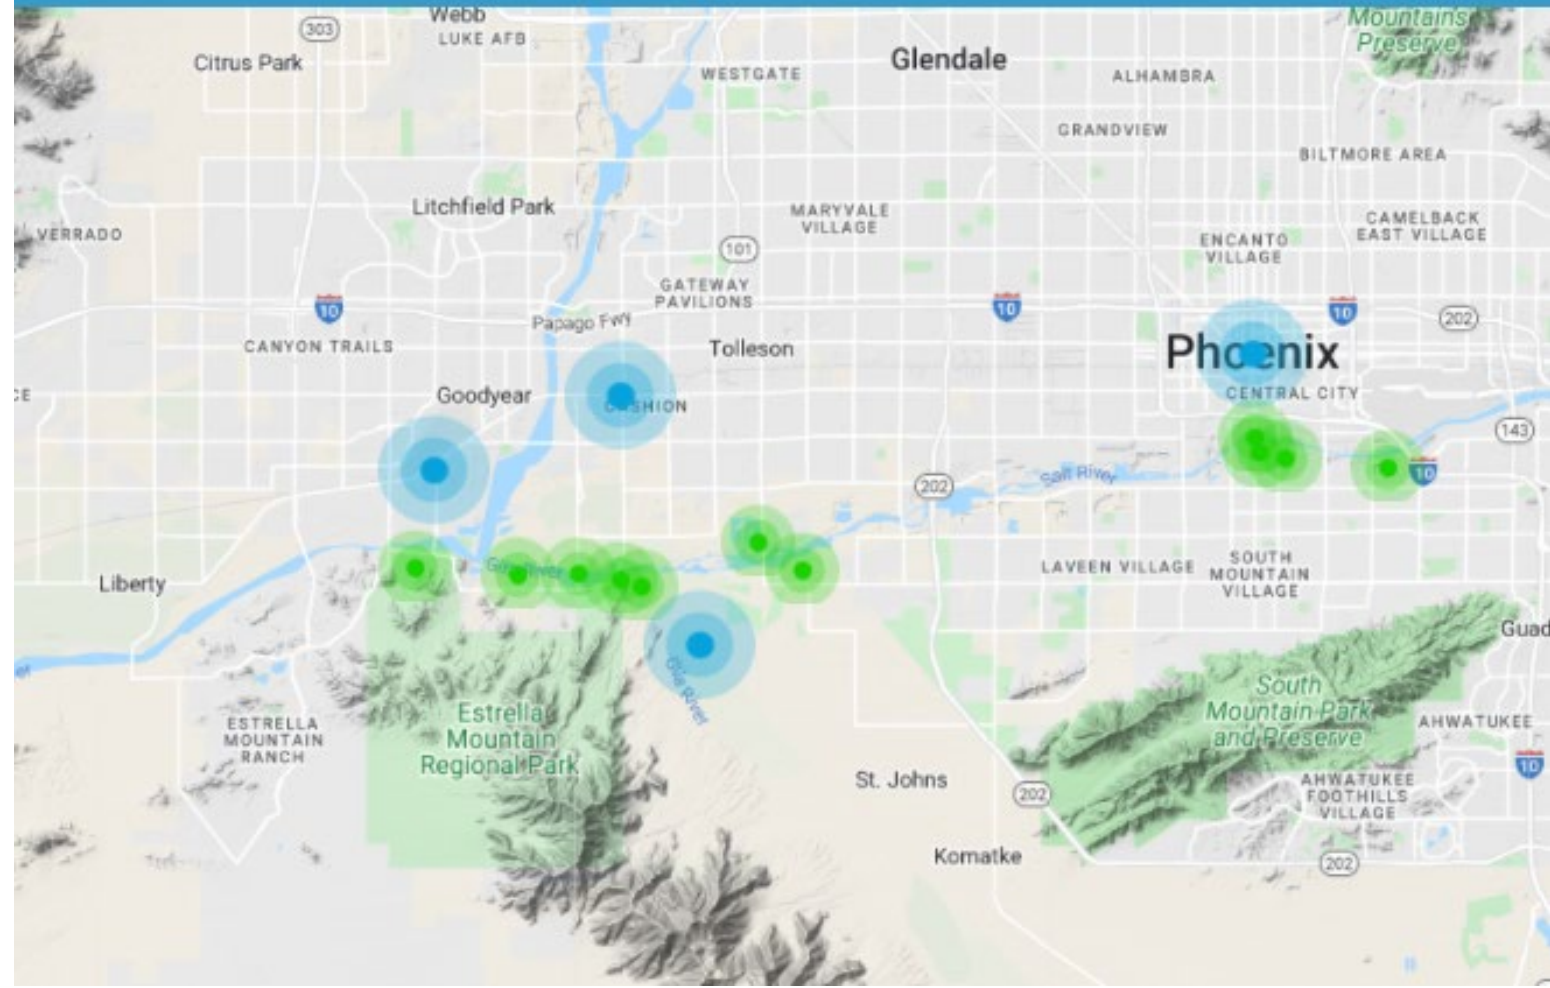 Webb
303
LUKE AFB
Mountains
Preserve
Citrus Park
Glendale
WESTGATE
ALHAMBRA
GRANDVIEW
BILTMORE AREA
Litchfield Park
MARYVALE
VILLAGE
CAMELBACK
EAST VILLAGE
VERRADO
ENCANTO
VILLAGE
101
GATEWAY
PAVILIONS
10
10
10
202
Papago Fwy
CANYON TRAILS
Tolleson
Phoenix
Goodyear
CENTRAL CITY
143
10
Salt River
202
Liberty
LAVEEN VILLAGE
SOUTH
MOUNTAIN
VILLAGE
Guad
Gila River
ESTRELLA
MOUNTAIN
RANCH
Estrella
Mountain
Regional Park
South
Mountain Park
and Preserve
AHWATUKEE
10
St. Johns
202
AHWATUKEE
FOOTHILLS
VILLAGE
Komatke
202